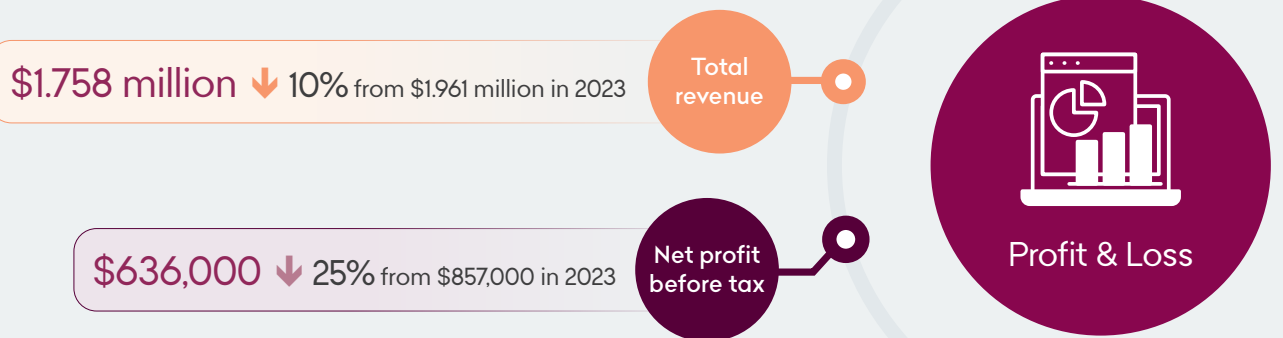 $1.758 million ↓ 10% from $1.961 million in 2023
Total
revenue
$636,000 ↓ 25% from $857,000 in 2023
Net profit
before tax
Profit & Loss